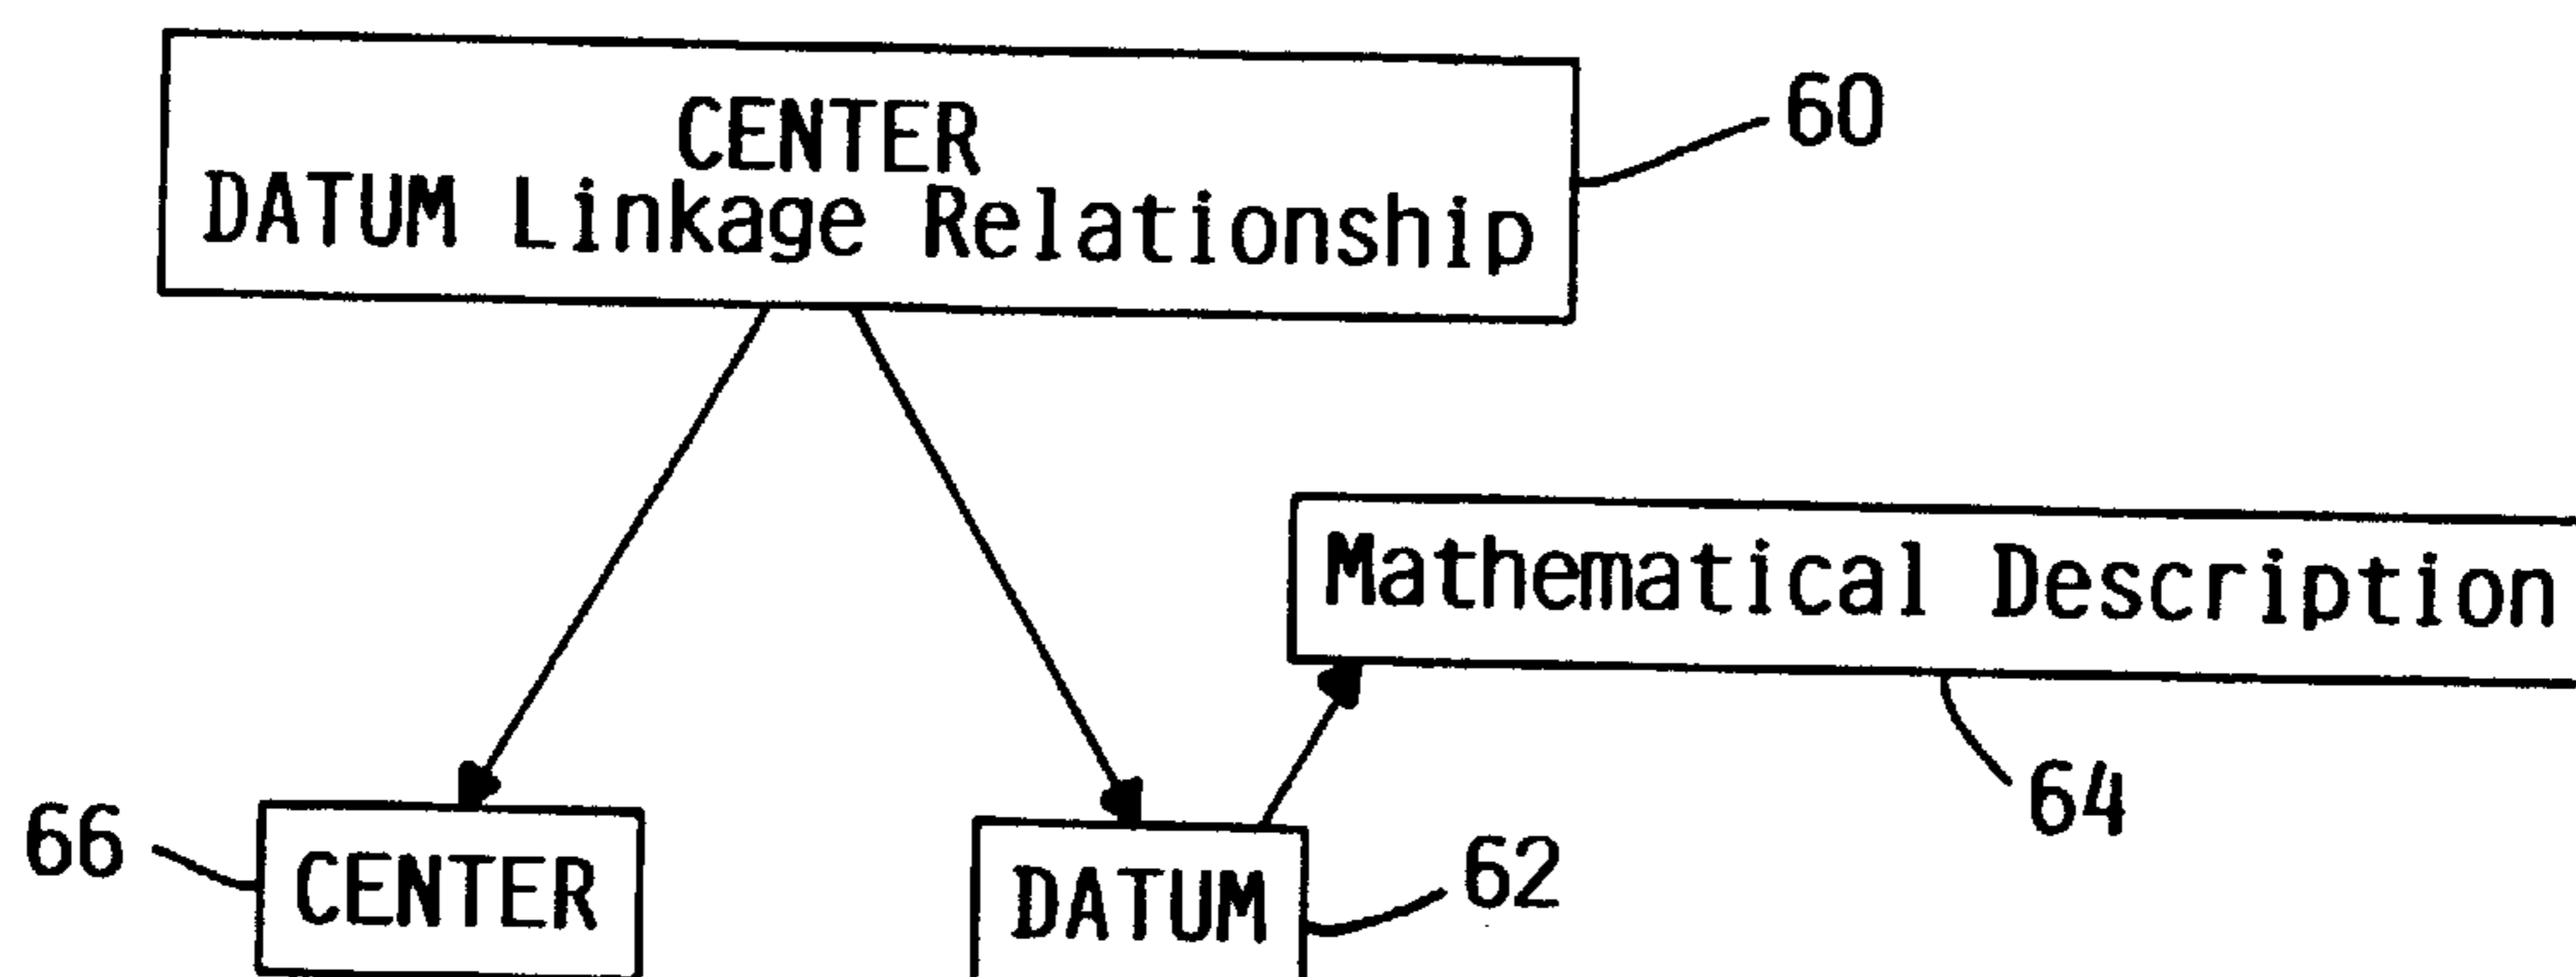 CENTER
DATUM Linkage Relationship
60
Mathematical Description
64
66
CENTER
DATUM
62